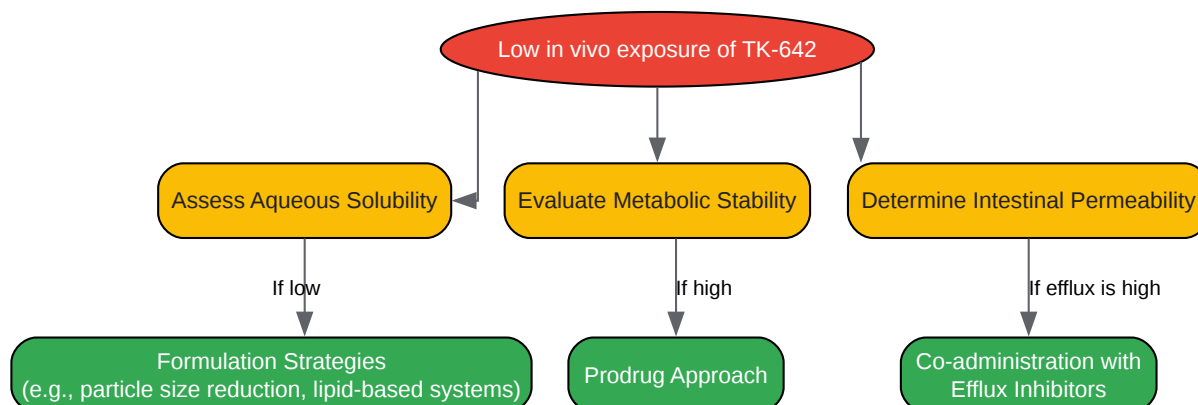 Low in vivo exposure of TK-642
Assess Aqueous Solubility
Evaluate Metabolic Stability
Determine Intestinal Permeability
If low
If high
If efflux is high
Formulation Strategies
(e.g., particle size reduction, lipid-based systems)
Prodrug Approach
Co-administration with
Efflux Inhibitors